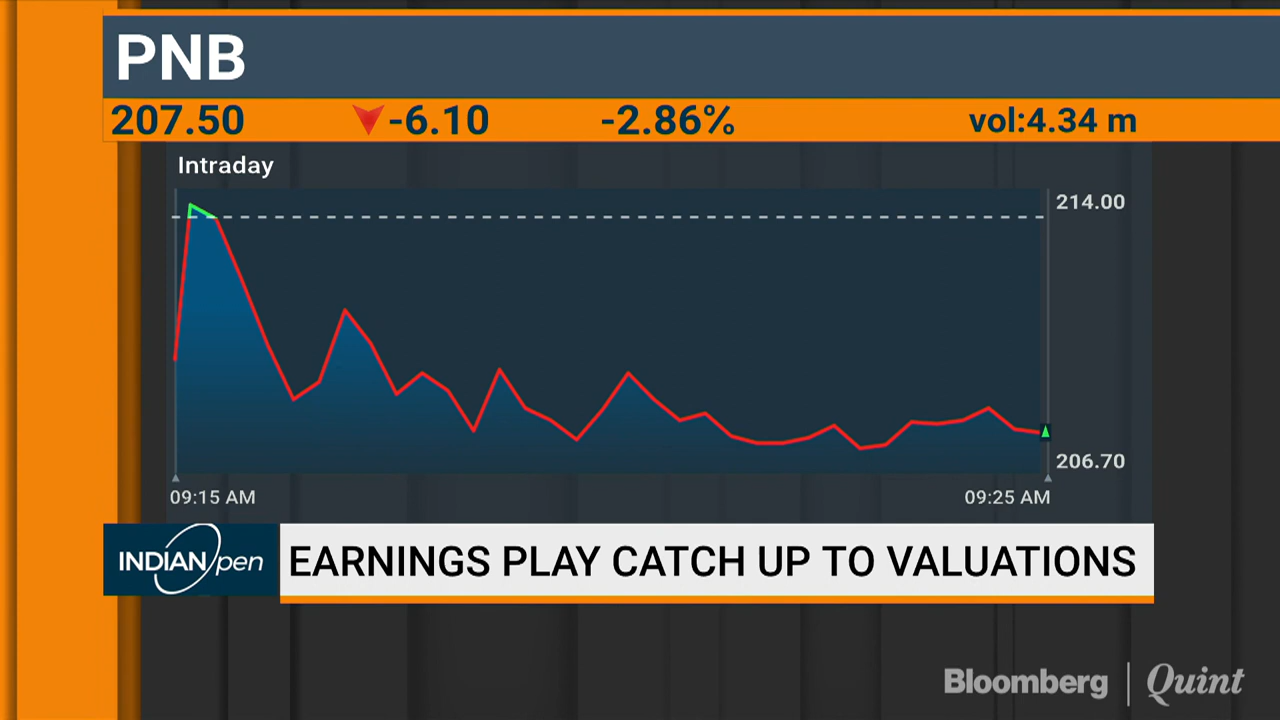 PNB
207.50 -6.10 -2.86% vol:4.34 m
Intraday
214.00
206.70
09:15 AM 09:25 AM
INDIAN pen EARNINGS PLAY CATCH UP TO VALUATIONS
Bloomberg | Quint